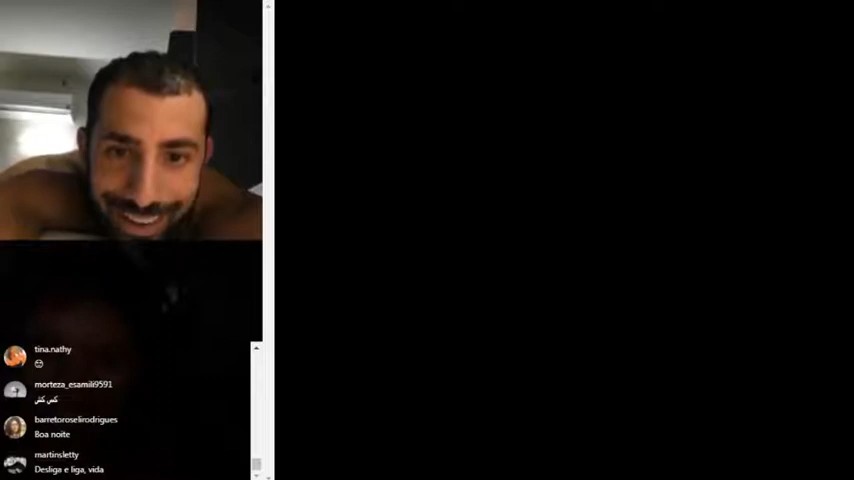 tina.nathy
😊
morteza_esamili9591
کس کش
barretoroselirodrigues
Boa noite
martinsletty
Desliga e liga, vida